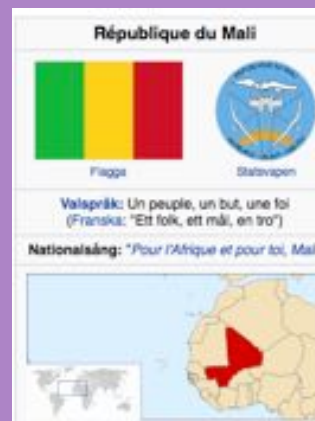 République du Mali
Flagga
Statsvapen
Valspråk: Un peuple, un but, une foi
(Franska: "Ett folk, ett mål, en tro")
Nationalsång: "Pour l'Afrique et pour toi, Mali